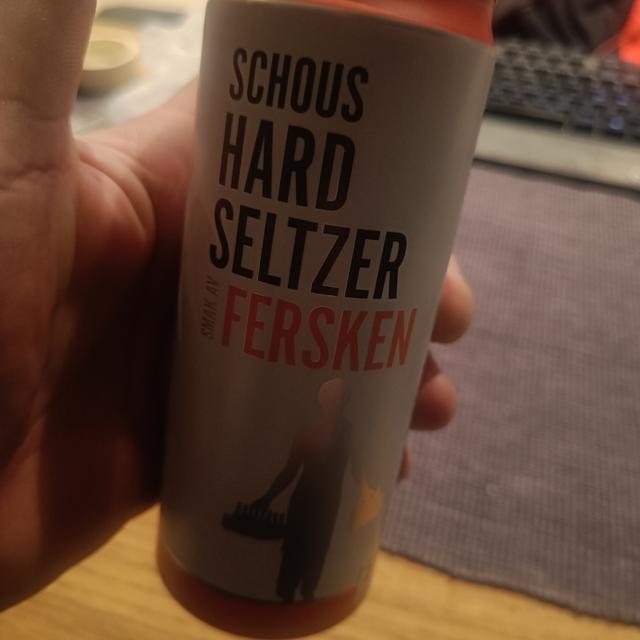 SCHOUS
HARD
SELTZER
SMAK AV
FERSKEN